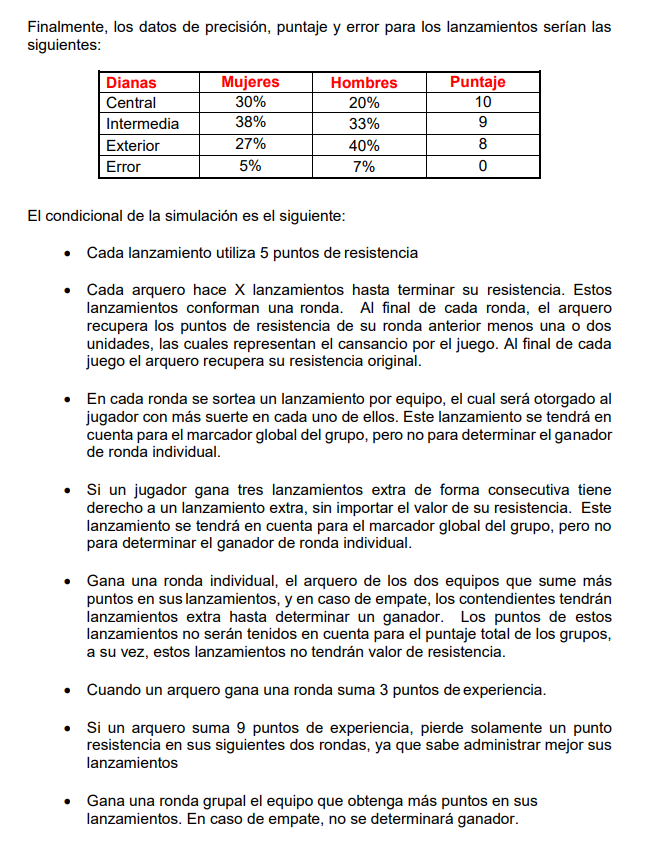 Finalmente, los datos de precisión, puntaje y error para los lanzamientos serían las
siguientes:
Dianas Mujeres Hombres Puntaje
Central 30% 20% 10
Intermedia 38% 33% 9
Exterior 27% 40% 8
Error 5% 7% 0
El condicional de la simulación es el siguiente:
• Cada lanzamiento utiliza 5 puntos de resistencia
• Cada arquero hace X lanzamientos hasta terminar su resistencia. Estos
lanzamientos conforman una ronda. Al final de cada ronda, el arquero
recupera los puntos de resistencia de su ronda anterior menos una o dos
unidades, las cuales representan el cansancio por el juego. Al final de cada
juego el arquero recupera su resistencia original.
• En cada ronda se sortea un lanzamiento por equipo, el cual será otorgado al
jugador con más suerte en cada uno de ellos. Este lanzamiento se tendrá en
cuenta para el marcador global del grupo, pero no para determinar el ganador
de ronda individual.
• Si un jugador gana tres lanzamientos extra de forma consecutiva tiene
derecho a un lanzamiento extra, sin importar el valor de su resistencia. Este
lanzamiento se tendrá en cuenta para el marcador global del grupo, pero no
para determinar el ganador de ronda individual.
• Gana una ronda individual, el arquero de los dos equipos que sume más
puntos en sus lanzamientos, y en caso de empate, los contendientes tendrán
lanzamientos extra hasta determinar un ganador. Los puntos de estos
lanzamientos no serán tenidos en cuenta para el puntaje total de los grupos,
a su vez, estos lanzamientos no tendrán valor de resistencia.
• Cuando un arquero gana una ronda suma 3 puntos de experiencia.
• Si un arquero suma 9 puntos de experiencia, pierde solamente un punto
resistencia en sus siguientes dos rondas, ya que sabe administrar mejor sus
lanzamientos
• Gana una ronda grupal el equipo que obtenga más puntos en sus
lanzamientos. En caso de empate, no se determinará ganador.